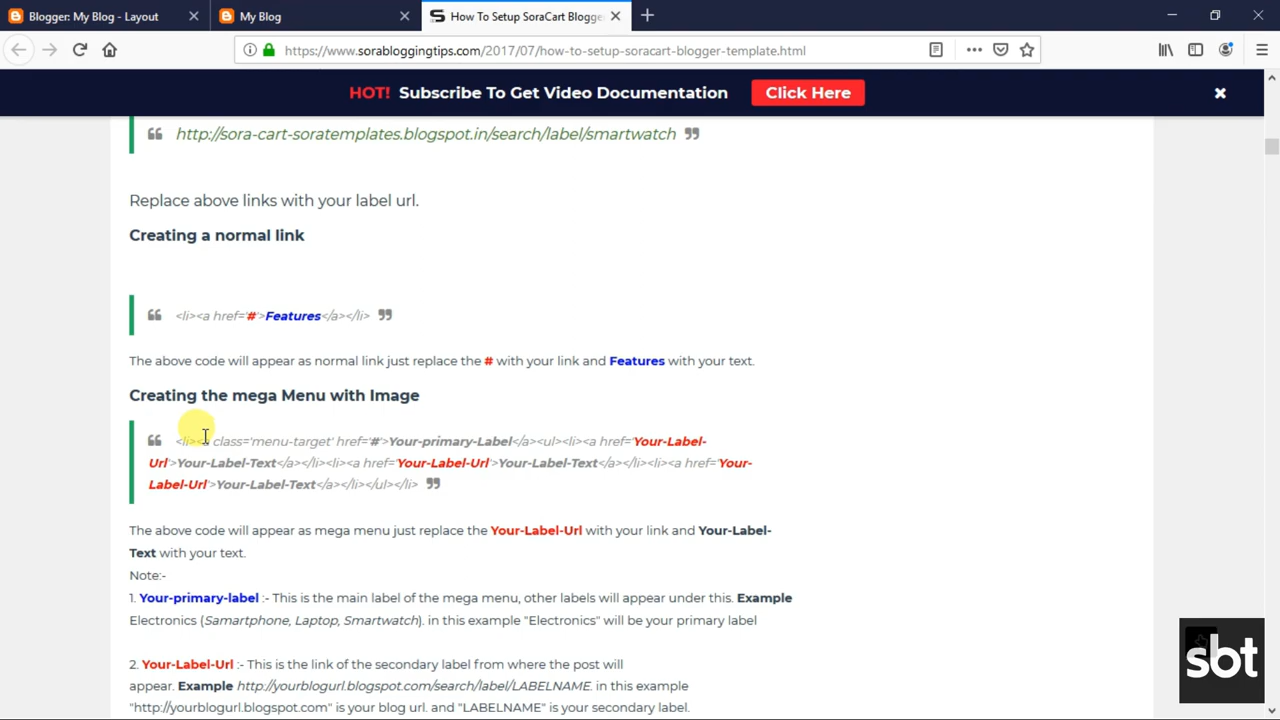 Blogger: My Blog - Layout
My Blog
How To Setup SoraCart Blogge
https://www.sorabloggingtips.com/2017/07/how-to-setup-soracart-blogger-template.html
HOT! Subscribe To Get Video Documentation Click Here
http://sora-cart-soratemplates.blogspot.in/search/label/smartwatch
Replace above links with your label url.
Creating a normal link
<li><a href='#'>Features</a></li>
The above code will appear as normal link just replace the # with your link and Features with your text.
Creating the mega Menu with Image
<li><a class='menu-target' href='#'>Your-primary-Label</a><ul><li><a href='Your-Label-
Url'>Your-Label-Text</a></li><li><a href='Your-Label-Url'>Your-Label-Text</a></li><li><a href='Your-
Label-Url'>Your-Label-Text</a></li></ul></li>
The above code will appear as mega menu just replace the Your-Label-Url with your link and Your-Label-
Text with your text.
Note:-
1. Your-primary-label :- This is the main label of the mega menu, other labels will appear under this. Example
Electronics (Samartphone, Laptop, Smartwatch). in this example "Electronics" will be your primary label
2. Your-Label-Url :- This is the link of the secondary label from where the post will
appear. Example http://yourblogurl.blogspot.com/search/label/LABELNAME. in this example
"http://yourblogurl.blogspot.com" is your blog url. and "LABELNAME" is your secondary label.
sbt